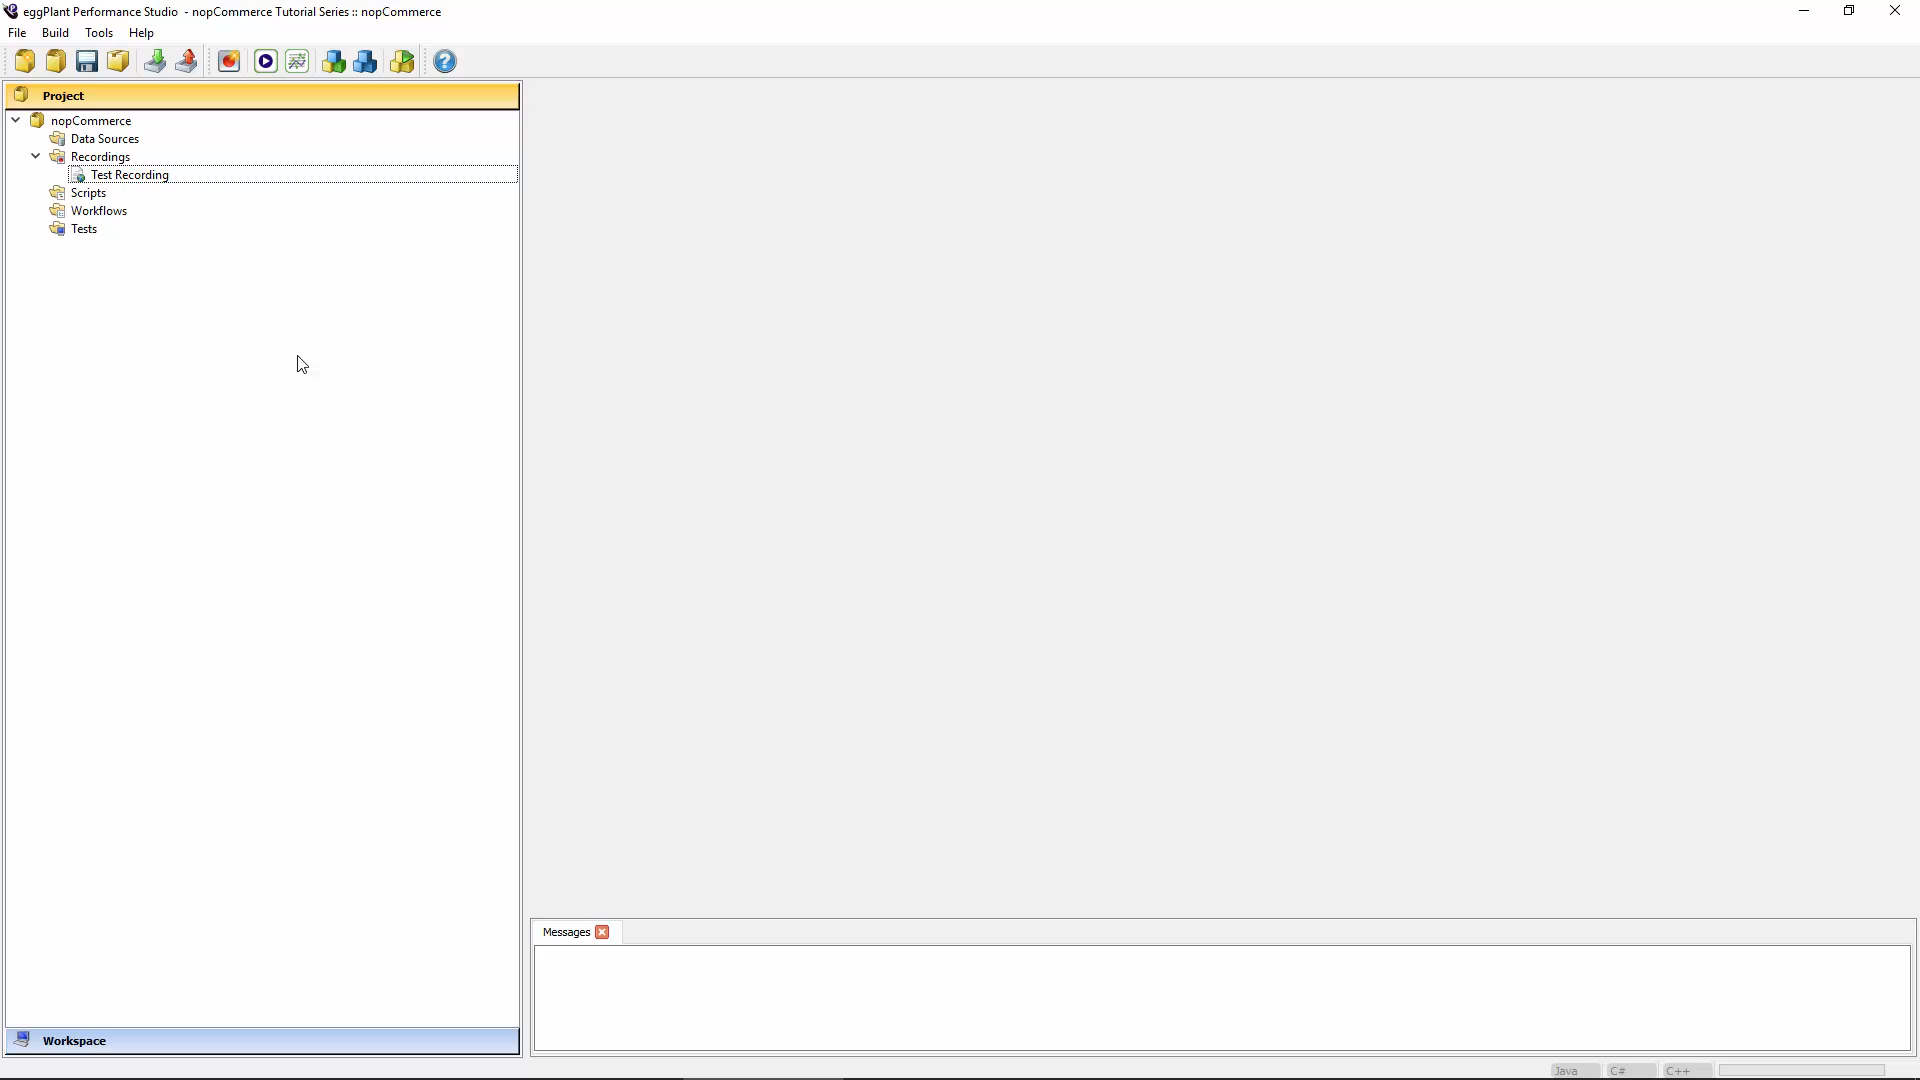 eggPlant Performance Studio - nopCommerce Tutorial Series :: nopCommerce
File Build Tools Help
Project
nopCommerce
Data Sources
Recordings
Test Recording
Scripts
Workflows
Tests
Messages
Workspace
Java C# C++